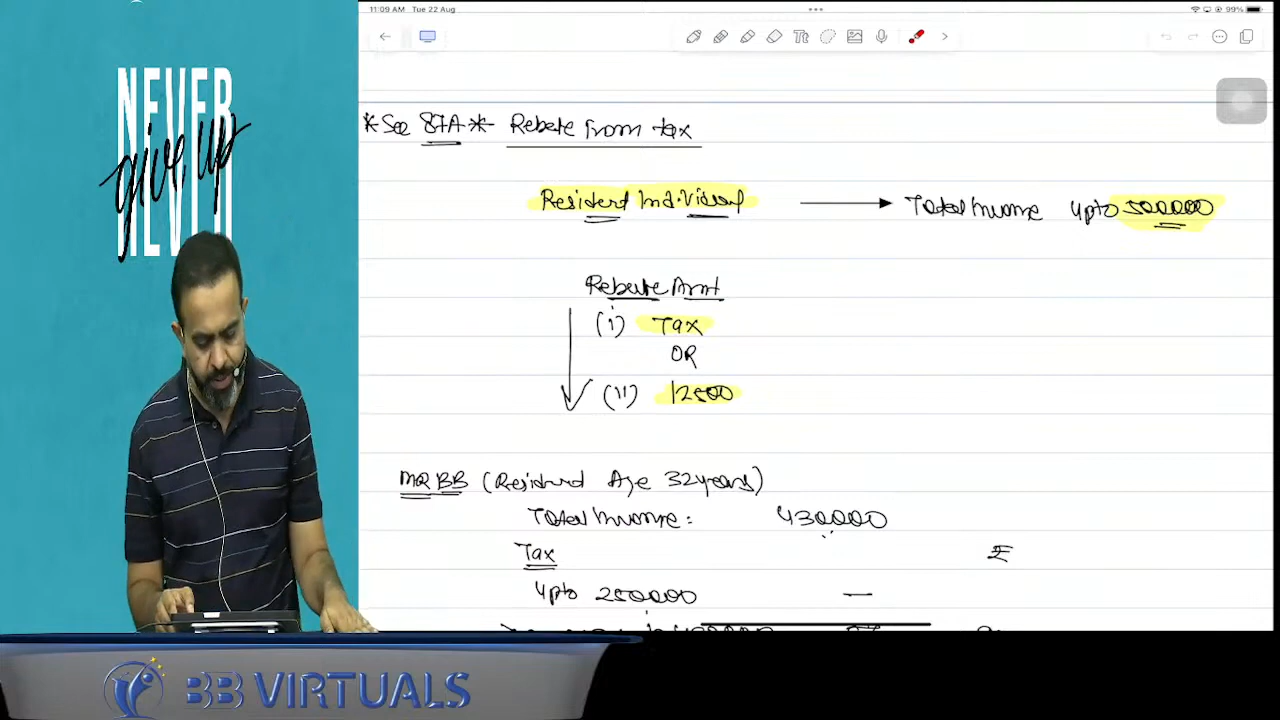 11:09 AM Tue 22 Aug
99%
NEVER
give up
NEVER
*Sec 87A* Rebate from tax
Resident Individual → Total Income upto 500000
Rebate Amt
(i) Tax
OR
(ii) 12500
MR BB (Resident Age 32 years)
Total Income: 430000
Tax
₹
upto 250000 —
BB VIRTUALS